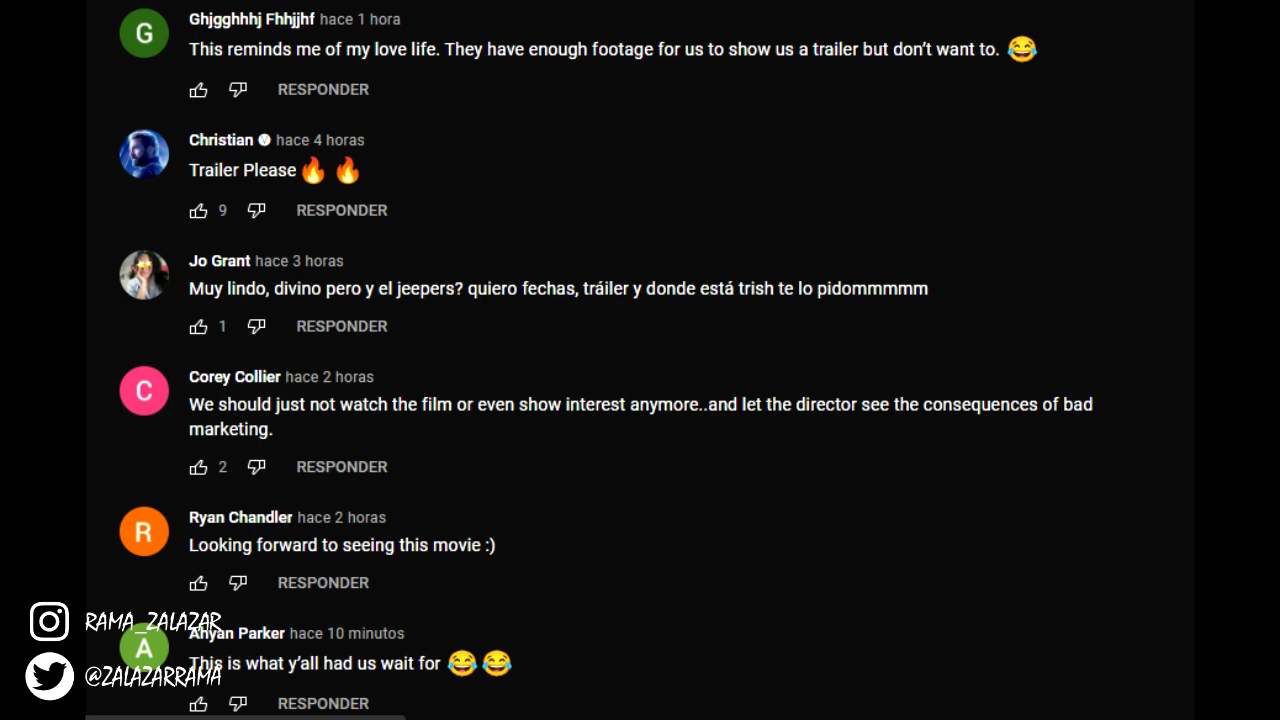 G
Ghjgghhhj Fhhjjhf hace 1 hora
This reminds me of my love life. They have enough footage for us to show us a trailer but don't want to. 😂
RESPONDER
Christian hace 4 horas
Trailer Please 🔥 🔥
9 RESPONDER
Jo Grant hace 3 horas
Muy lindo, divino pero y el jeepers? quiero fechas, tráiler y donde está trish te lo pidommmmm
1 RESPONDER
C
Corey Collier hace 2 horas
We should just not watch the film or even show interest anymore..and let the director see the consequences of bad
marketing.
2 RESPONDER
R
Ryan Chandler hace 2 horas
Looking forward to seeing this movie :)
RESPONDER
RAMA_ZALAZAR
A
Ahyan Parker hace 10 minutos
This is what y'all had us wait for 😂 😂
@ZALAZARRAMA
RESPONDER